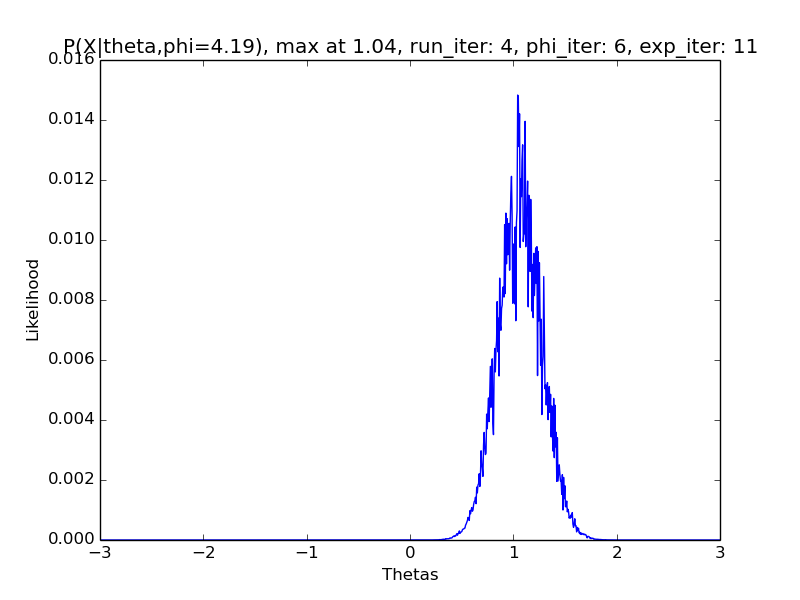 P(X|theta,phi=4.19), max at 1.04, run_iter: 4, phi_iter: 6, exp_iter: 11
0.016
0.014
0.012
0.010
0.008
0.006
0.004
0.002
0.000
Likelihood
−3 −2 −1 0 1 2 3
Thetas